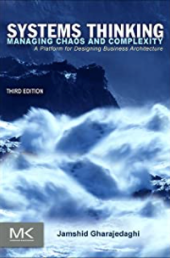 SYSTEMS THINKING
MANAGING CHAOS AND COMPLEXITY
A Platform for Designing Business Architecture
THIRD EDITION
MK
Jamshid Gharajedaghi